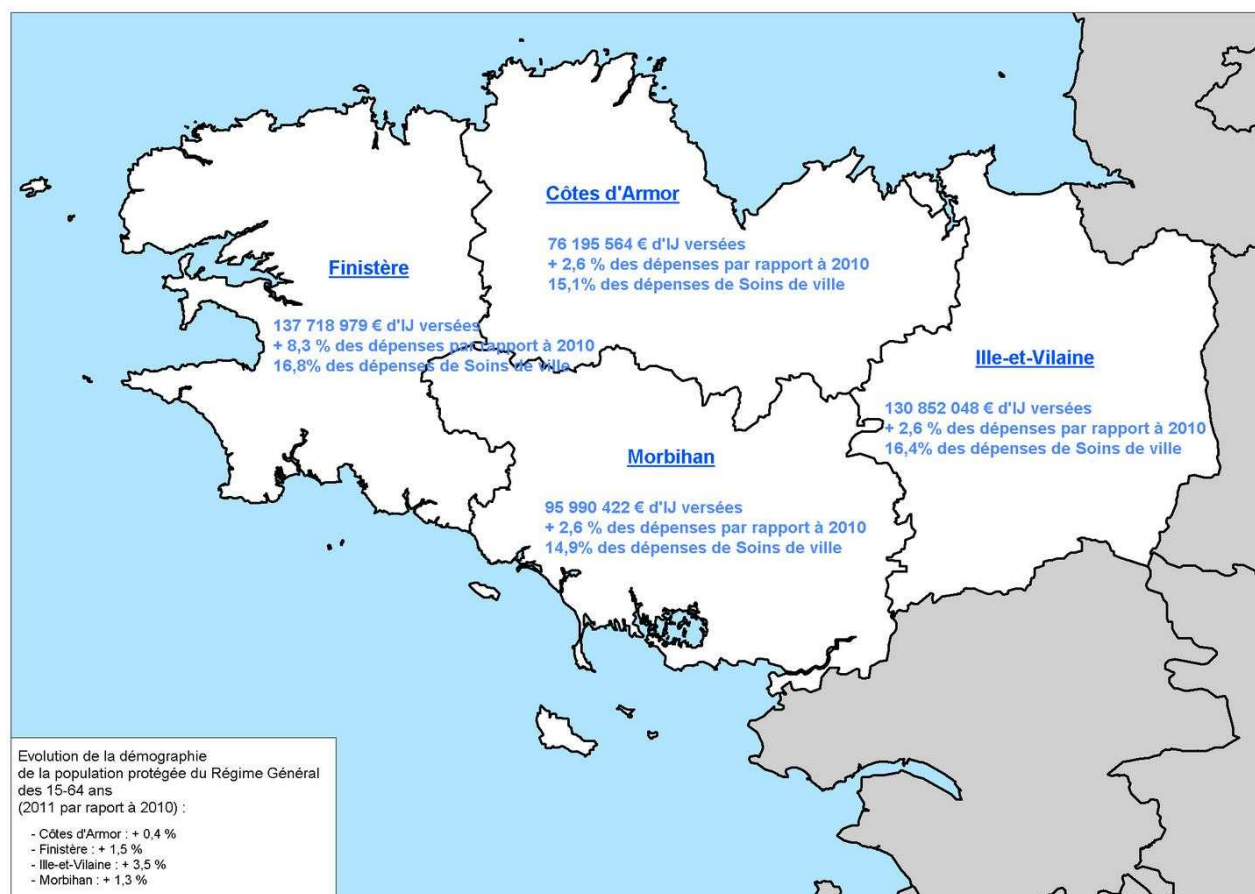 Côtes d'Armor
76 195 564 € d'IJ versées
+ 2,6 % des dépenses par rapport à 2010
15,1% des dépenses de Soins de ville
Finistère
137 718 979 € d'IJ versées
+ 8,3 % des dépenses par rapport à 2010
16,8% des dépenses de Soins de ville
Ille-et-Vilaine
130 852 048 € d'IJ versées
+ 2,6 % des dépenses par rapport à 2010
16,4% des dépenses de Soins de ville
Morbihan
95 990 422 € d'IJ versées
+ 2,6 % des dépenses par rapport à 2010
14,9% des dépenses de Soins de ville
Evolution de la démographie
de la population protégée du Régime Général
des 15-64 ans
(2011 par raport à 2010) :
- Côtes d'Armor : + 0,4 %
- Finistère : + 1,5 %
- Ille-et-Vilaine : + 3,5 %
- Morbihan : + 1,3 %